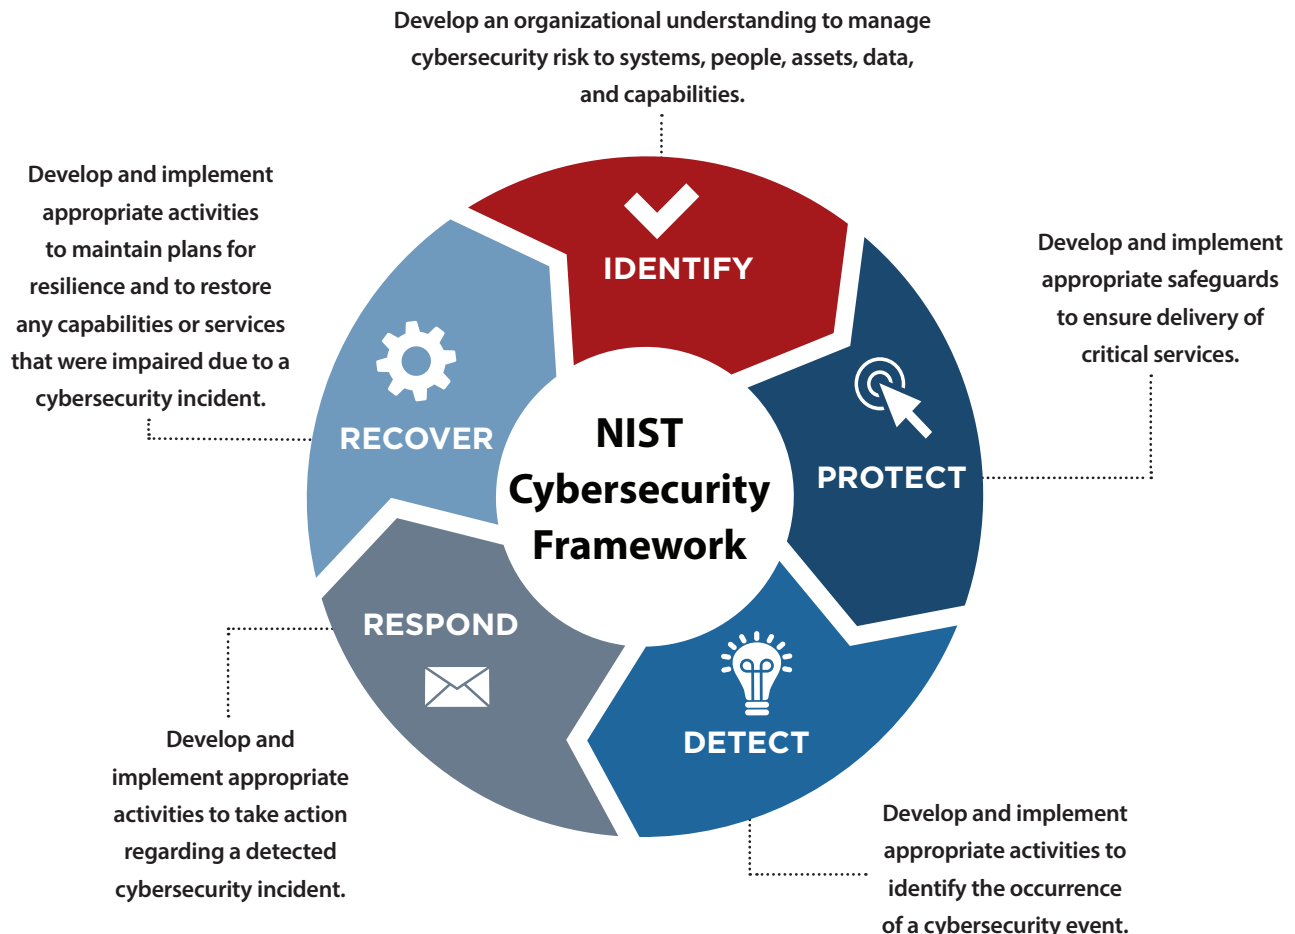 Develop an organizational understanding to manage
cybersecurity risk to systems, people, assets, data,
and capabilities.
IDENTIFY
Develop and implement
appropriate safeguards
to ensure delivery of
critical services.
PROTECT
Develop and implement
appropriate activities
to maintain plans for
resilience and to restore
any capabilities or services
that were impaired due to a
cybersecurity incident.
RECOVER
NIST
Cybersecurity
Framework
RESPOND
Develop and
implement appropriate
activities to take action
regarding a detected
cybersecurity incident.
DETECT
Develop and implement
appropriate activities to
identify the occurrence
of a cybersecurity event.